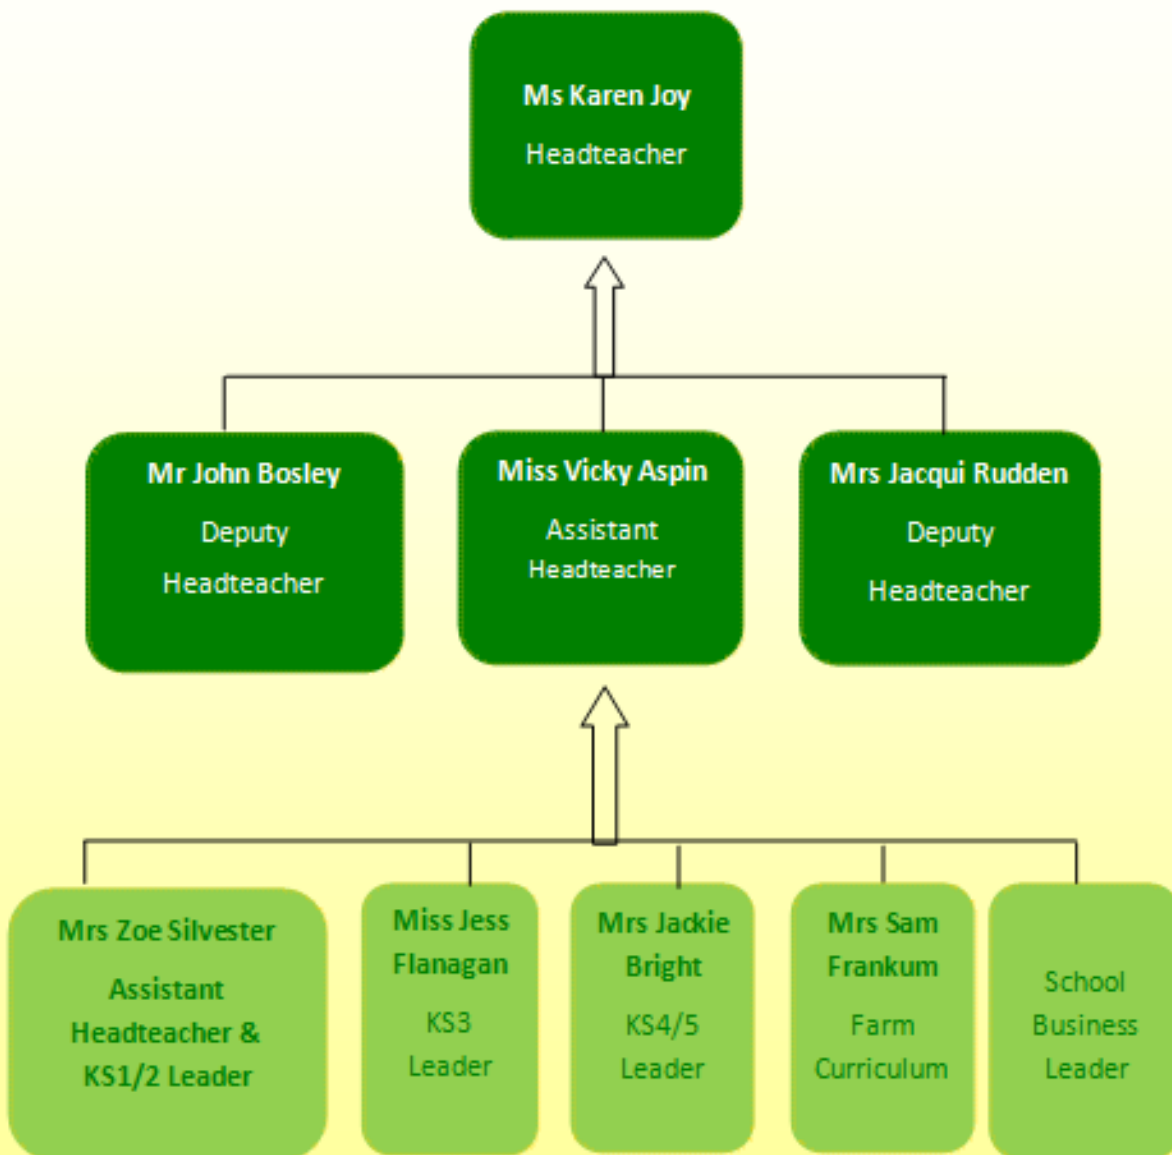 Ms Karen Joy
Headteacher
Mr John Bosley
Deputy
Headteacher
Miss Vicky Aspin
Assistant
Headteacher
Mrs Jacqui Rudden
Deputy
Headteacher
Mrs Zoe Silvester
Assistant
Headteacher &
KS1/2 Leader
Miss Jess
Flanagan
KS3
Leader
Mrs Jackie
Bright
KS4/5
Leader
Mrs Sam
Frankum
Farm
Curriculum
School
Business
Leader